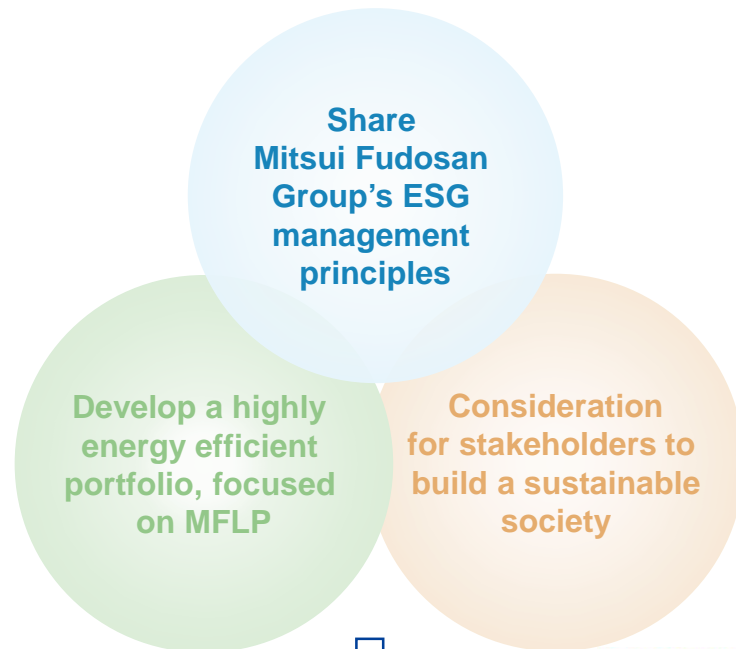 Share
Mitsui Fudosan
Group's ESG
management
principles
Develop a highly
energy efficient
portfolio, focused
on MFLP
Consideration
for stakeholders to
build a sustainable
society